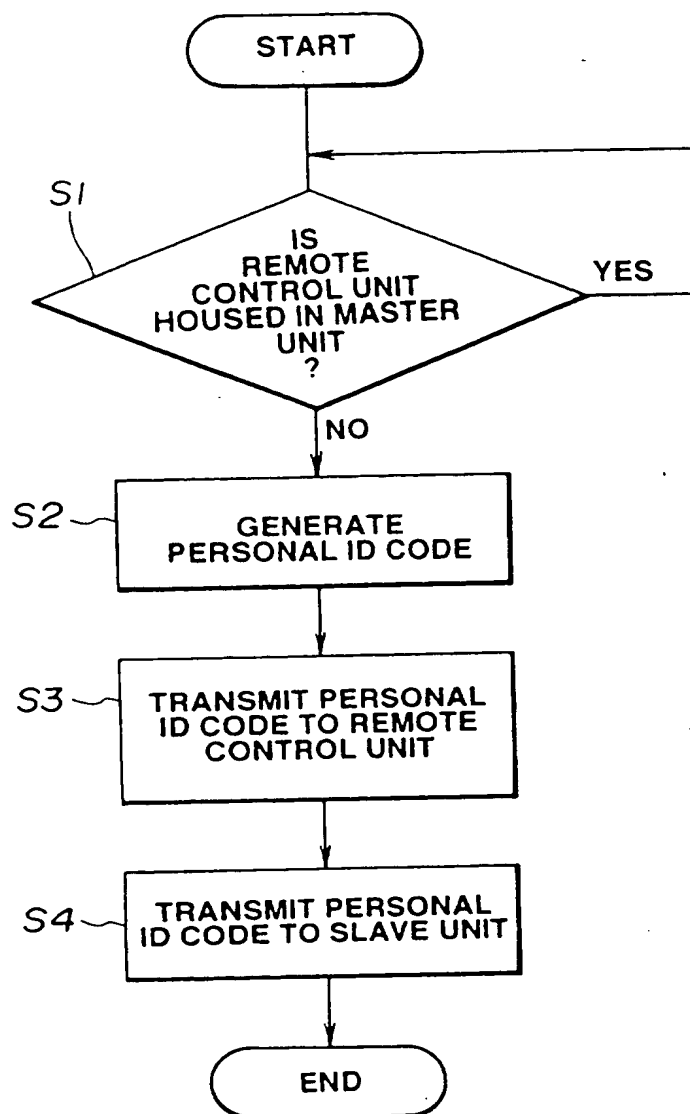 START
S1
IS
REMOTE
CONTROL UNIT
HOUSED IN MASTER
UNIT
?
YES
NO
S2
GENERATE
PERSONAL ID CODE
S3
TRANSMIT PERSONAL
ID CODE TO REMOTE
CONTROL UNIT
S4
TRANSMIT PERSONAL
ID CODE TO SLAVE UNIT
END